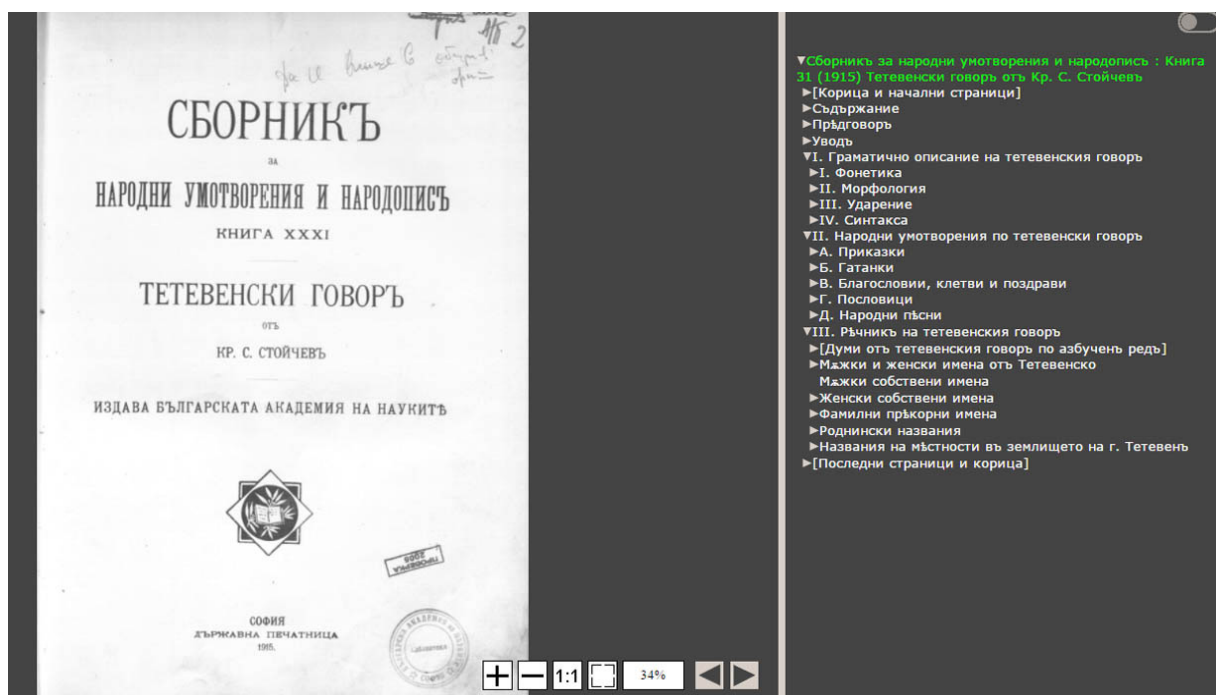 СБОРНИКЪ
ЗА
НАРОДНИ УМОТВОРЕНИЯ И НАРОДОПИСЪ
КНИГА XXXI
ТЕТЕВЕНСКИ ГОВОРЪ
отъ
КР. С. СТОЙЧЕВЪ
ИЗДАВА БЪЛГАРСКАТА АКАДЕМИЯ НА НАУКИТѢ
ПРОВЕРКА
2005
СОФИЯ
ДЪРЖАВНА ПЕЧАТНИЦА
1915.
1:1
34%
▼Сборникъ за народни умотворения и народописъ : Книга
31 (1915) Тетевенски говоръ отъ Кр. С. Стойчевъ
►[Корица и начални страници]
►Съдържание
►Прѣдговоръ
►Уводъ
▼I. Граматично описание на тетевенския говоръ
►I. Фонетика
►II. Морфология
►III. Ударение
►IV. Синтакса
▼II. Народни умотворения по тетевенски говоръ
►А. Приказки
►Б. Гатанки
►В. Благословии, клетви и поздрави
►Г. Пословици
►Д. Народни пѣсни
▼III. Рѣчникъ на тетевенския говоръ
►[Думи отъ тетевенския говоръ по азбученъ редъ]
►Мѫжки и женски имена отъ Тетевенско
Мѫжки собствени имена
►Женски собствени имена
►Фамилни прѣкорни имена
►Роднински названия
►Названия на мѣстности въ землището на г. Тетевенъ
►[Последни страници и корица]